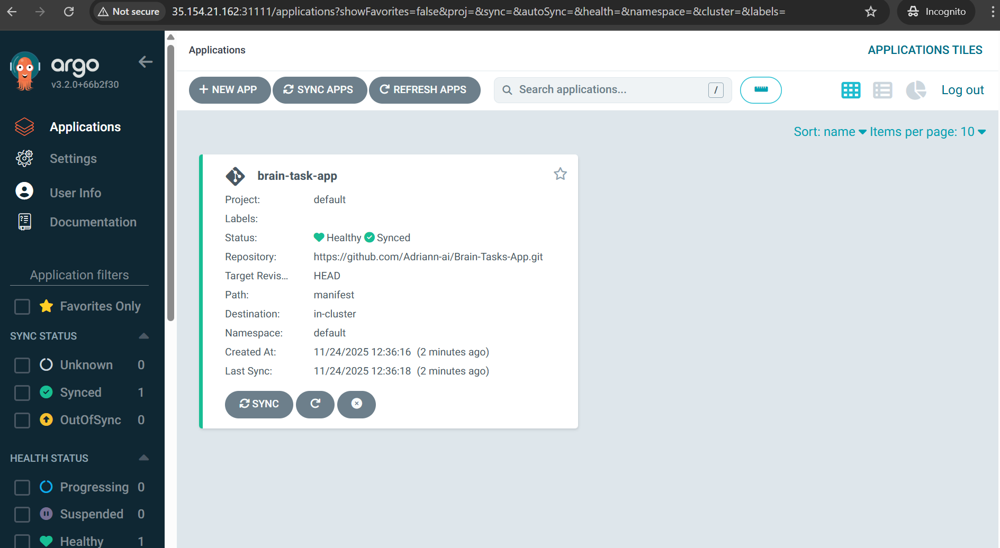 Not secure 35.154.21.162:31111/applications?showFavorites=false&proj=&sync=&autoSync=&health=&namespace=&cluster=&labels= Incognito
argo
v3.2.0+66b2f30
Applications
Settings
User Info
Documentation
Application filters
Favorites Only
SYNC STATUS
Unknown 0
Synced 1
OutOfSync 0
HEALTH STATUS
Progressing 0
Suspended 0
Healthy 1
Applications APPLICATIONS TILES
+ NEW APP SYNC APPS REFRESH APPS Search applications... / Log out
Sort: name Items per page: 10
brain-task-app
Project: default
Labels:
Status: Healthy Synced
Repository: https://github.com/Adriann-ai/Brain-Tasks-App.git
Target Revis... HEAD
Path: manifest
Destination: in-cluster
Namespace: default
Created At: 11/24/2025 12:36:16 (2 minutes ago)
Last Sync: 11/24/2025 12:36:18 (2 minutes ago)
SYNC